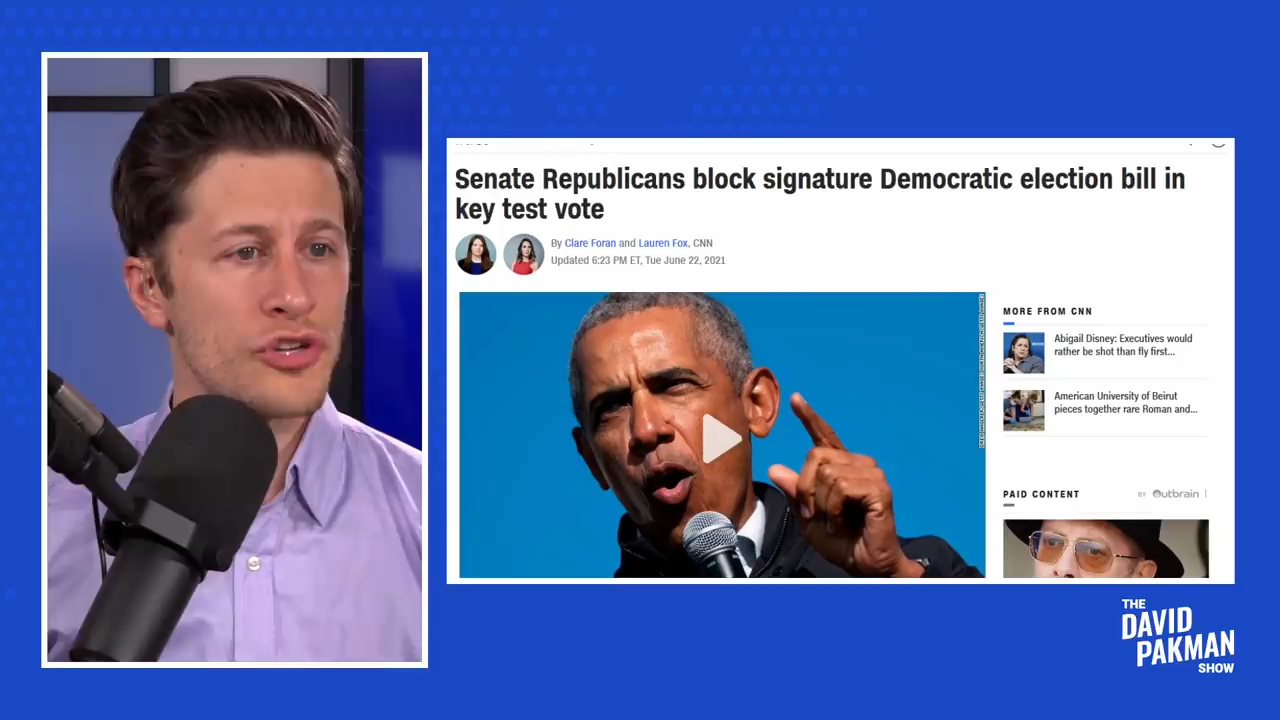 Senate Republicans block signature Democratic election bill in
key test vote
By Clare Foran and Lauren Fox, CNN
Updated 6:23 PM ET, Tue June 22, 2021
MORE FROM CNN
Abigail Disney: Executives would
rather be shot than fly first...
American University of Beirut
pieces together rare Roman and...
PAID CONTENT
BY Outbrain
THE
DAVID
PAKMAN
SHOW